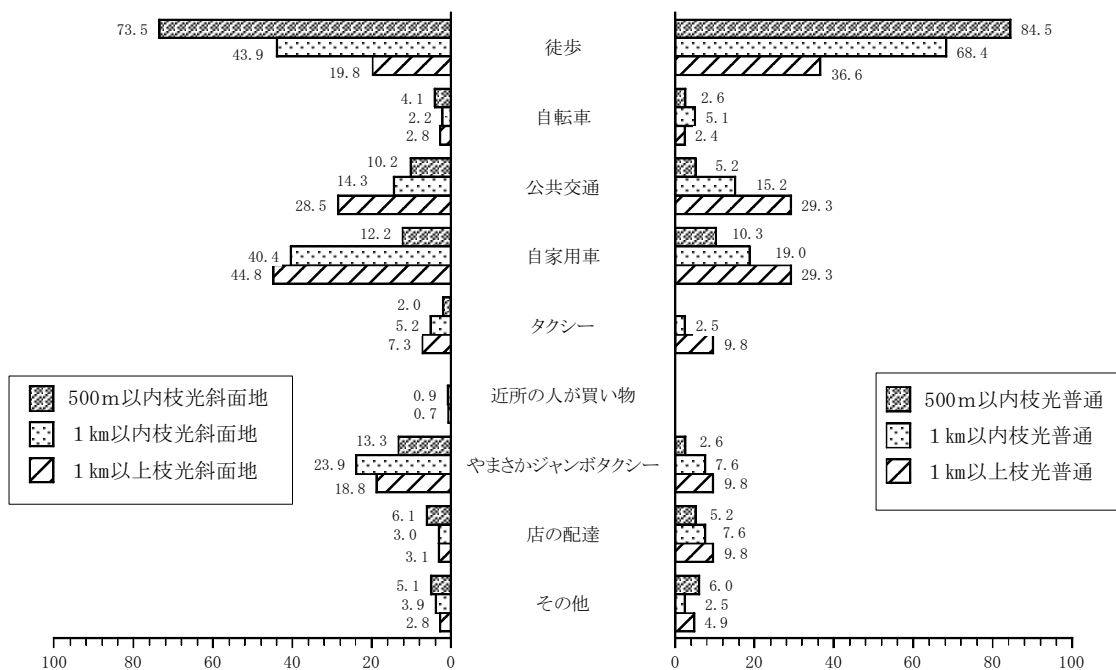 73.5 徒歩 84.5
43.9 68.4
19.8 36.6
4.1 自転車 2.6
2.2 5.1
2.8 2.4
10.2 公共交通 5.2
14.3 15.2
28.5 29.3
12.2 自家用車 10.3
40.4 19.0
44.8 29.3
2.0 タクシー
5.2 2.5
7.3 9.8
近所の人が買い物
0.9
0.7
13.3 やまさかジャンボタクシー 2.6
23.9 7.6
18.8 9.8
6.1 店の配達 5.2
3.0 7.6
3.1 9.8
5.1 その他 6.0
3.9 2.5
2.8 4.9
500m以内枝光斜面地
1km以内枝光斜面地
1km以上枝光斜面地
500m以内枝光普通
1km以内枝光普通
1km以上枝光普通
100 80 60 40 20 0 0 20 40 60 80 100